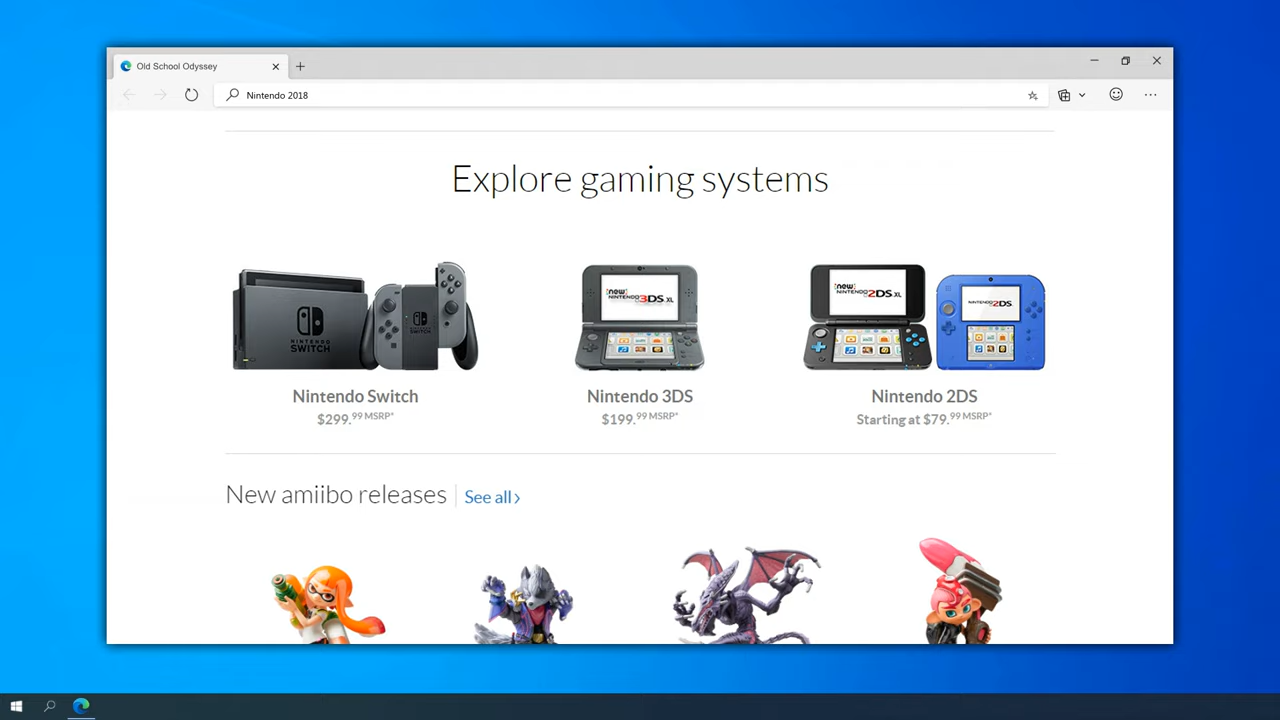 Old School Odyssey
Nintendo 2018
Explore gaming systems
NINTENDO
SWITCH
NINTENDO
SWITCH
new
NINTENDO
3DS XL
new
NINTENDO
2DS XL
NINTENDO
2DS
Nintendo Switch
$299.99 MSRP*
Nintendo 3DS
$199.99 MSRP*
Nintendo 2DS
Starting at $79.99 MSRP*
New amiibo releases
See all ›